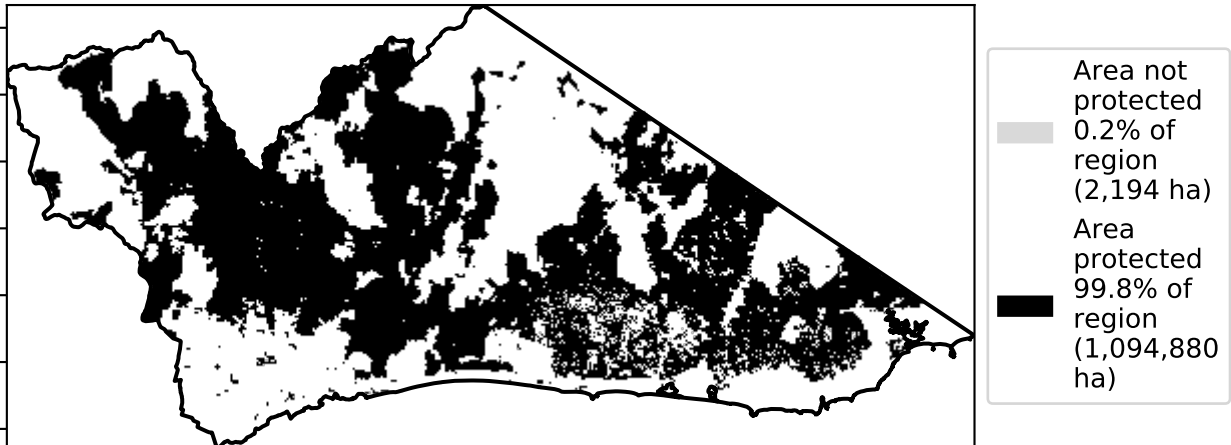 Area not
protected
0.2% of
region
(2,194 ha)
Area
protected
99.8% of
region
(1,094,880
ha)